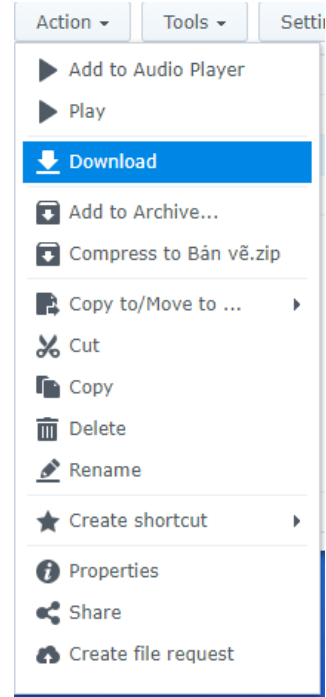 Action Tools Setti
Add to Audio Player
Play
Download
Add to Archive...
Compress to Bản vẽ.zip
Copy to/Move to ...
Cut
Copy
Delete
Rename
Create shortcut
Properties
Share
Create file request